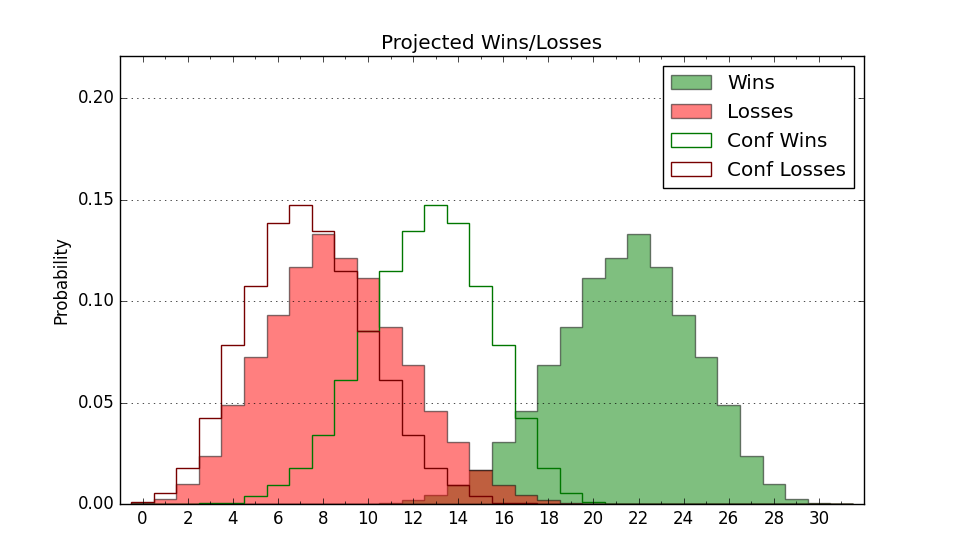 Projected Wins/Losses
Wins
Losses
Conf Wins
Conf Losses
Probability
0.20
0.15
0.10
0.05
0.00
0 2 4 6 8 10 12 14 16 18 20 22 24 26 28 30